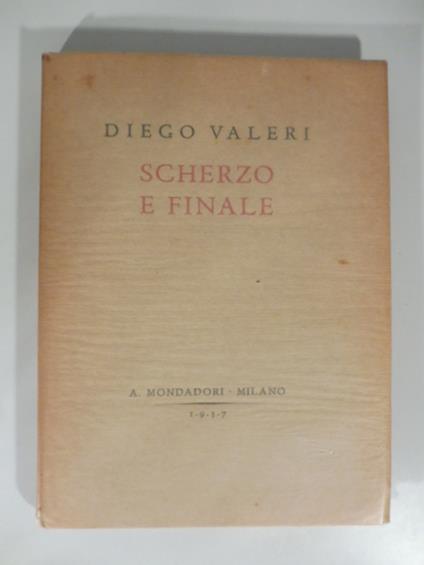 DIEGO VALERI
SCHERZO
E FINALE
A. MONDADORI · MILANO
1·9·3·7